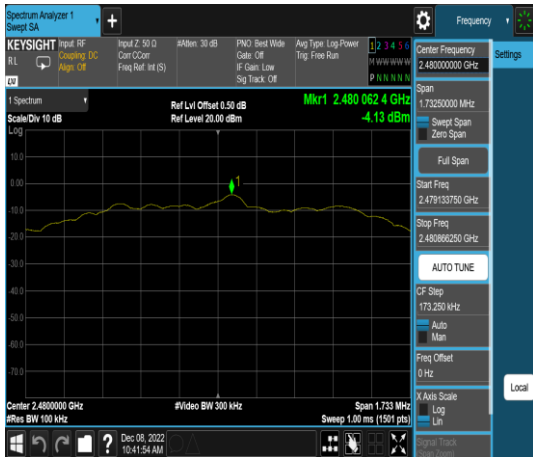 Spectrum Analyzer 1
Swept SA
Frequency
KEYSIGHT
RL
Input: RF
Coupling: DC
Align: Off
Input Z: 50 Ω
Corr CCorr
Freq Ref: Int (S)
#Atten: 30 dB
PNO: Best Wide
Gate: Off
IF Gain: Low
Sig Track: Off
Avg Type: Log-Power
Trig: Free Run
1 2 3 4 5 6
M W W W W W
P N N N N N
LXI
1 Spectrum
Scale/Div 10 dB
Ref Lvl Offset 0.50 dB
Ref Level 20.00 dBm
Mkr1 2.480 062 4 GHz
-4.13 dBm
Log
10.0
0.00
-10.0
-20.0
-30.0
-40.0
-50.0
-60.0
-70.0
1
Center 2.4800000 GHz
#Res BW 100 kHz
#Video BW 300 kHz
Span 1.733 MHz
Sweep 1.00 ms (1501 pts)
Dec 08, 2022
10:41:54 AM
Center Frequency
2.480000000 GHz
Span
1.73250000 MHz
Swept Span
Zero Span
Full Span
Start Freq
2.479133750 GHz
Stop Freq
2.480866250 GHz
AUTO TUNE
CF Step
173.250 kHz
Auto
Man
Freq Offset
0 Hz
X Axis Scale
Log
Lin
Signal Track
(Span Zoom)
Settings
Local